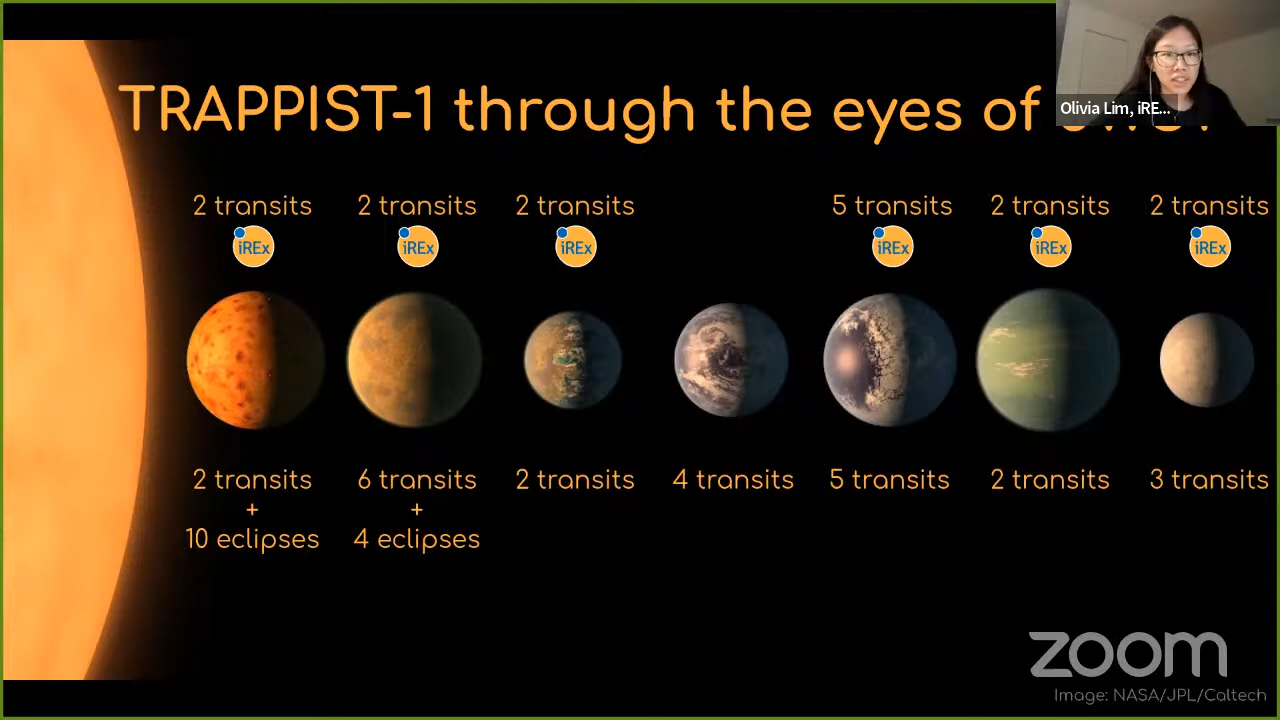 Olivia Lim, iRE...
TRAPPIST-1 through the eyes of
2 transits 2 transits 2 transits 5 transits 2 transits 2 transits
iREx iREx iREx iREx iREx iREx
2 transits 6 transits 2 transits 4 transits 5 transits 2 transits 3 transits
+ +
10 eclipses 4 eclipses
zoom
Image: NASA/JPL/Caltech